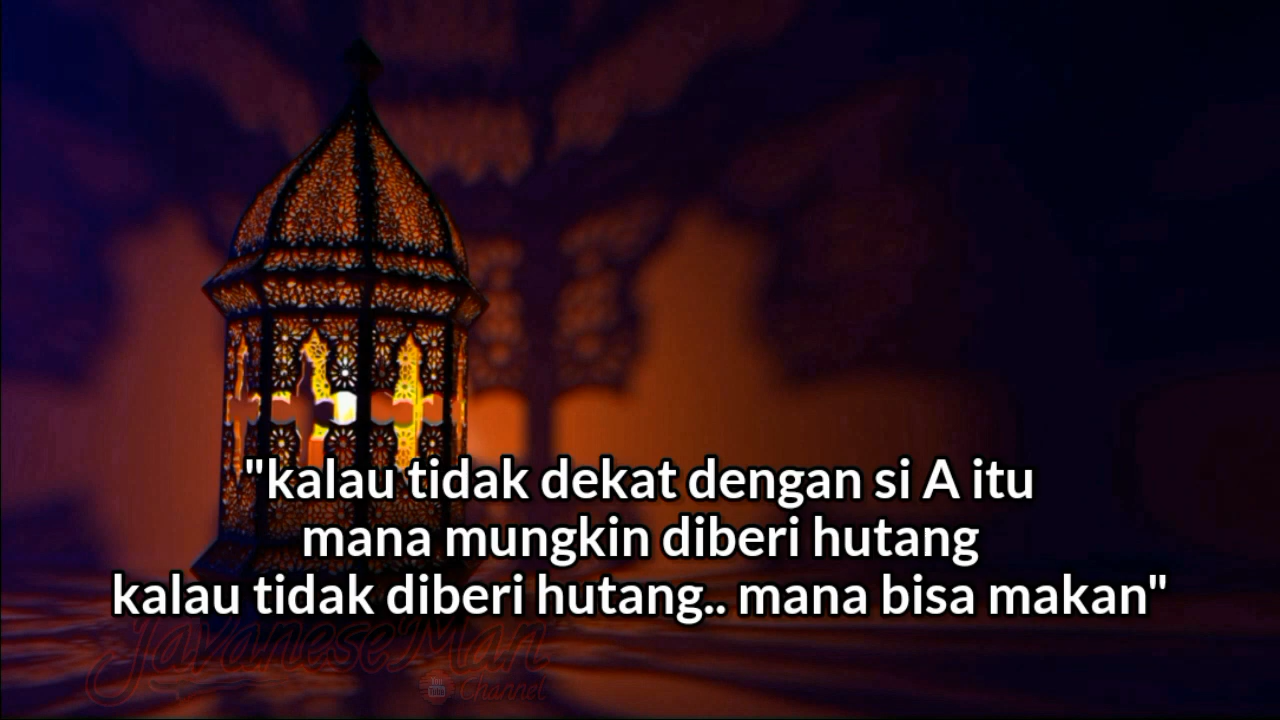 "kalau tidak dekat dengan si A itu
mana mungkin diberi hutang
kalau tidak diberi hutang.. mana bisa makan"
JavaneseMan
Channel